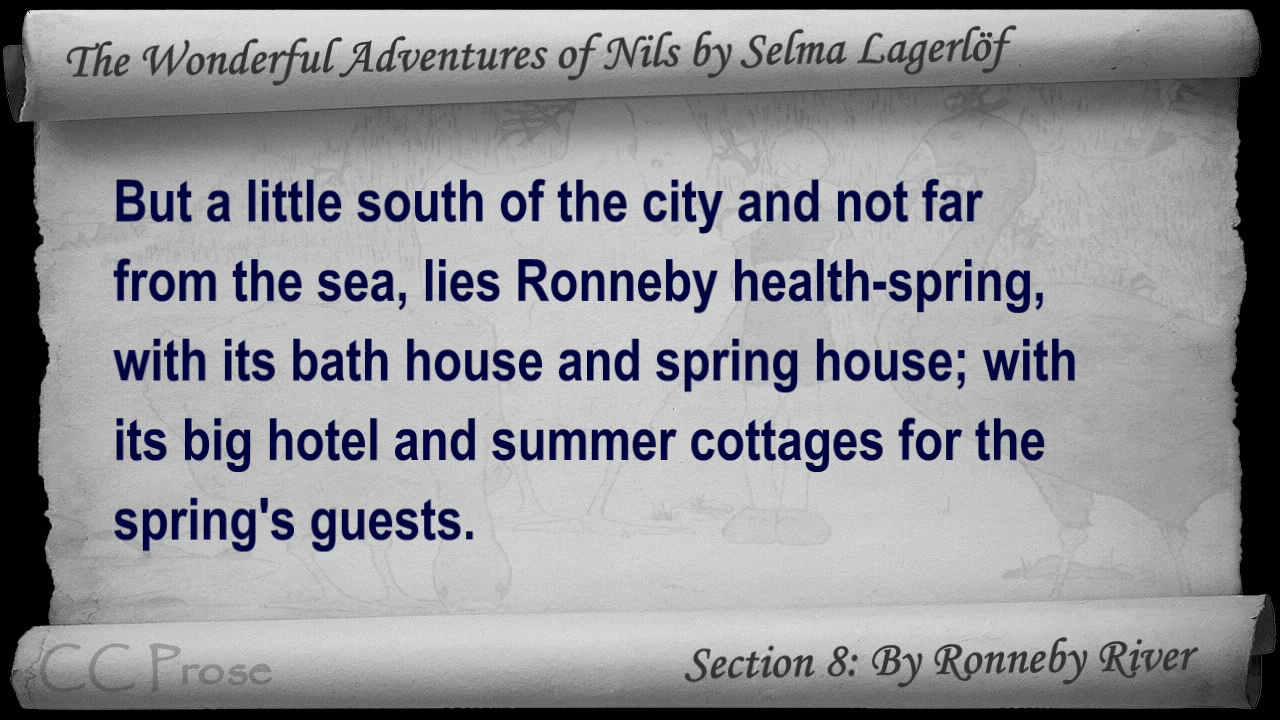 The Wonderful Adventures of Nils by Selma Lagerlöf
But a little south of the city and not far
from the sea, lies Ronneby health-spring,
with its bath house and spring house; with
its big hotel and summer cottages for the
spring's guests.
CC Prose
Section 8: By Ronneby River